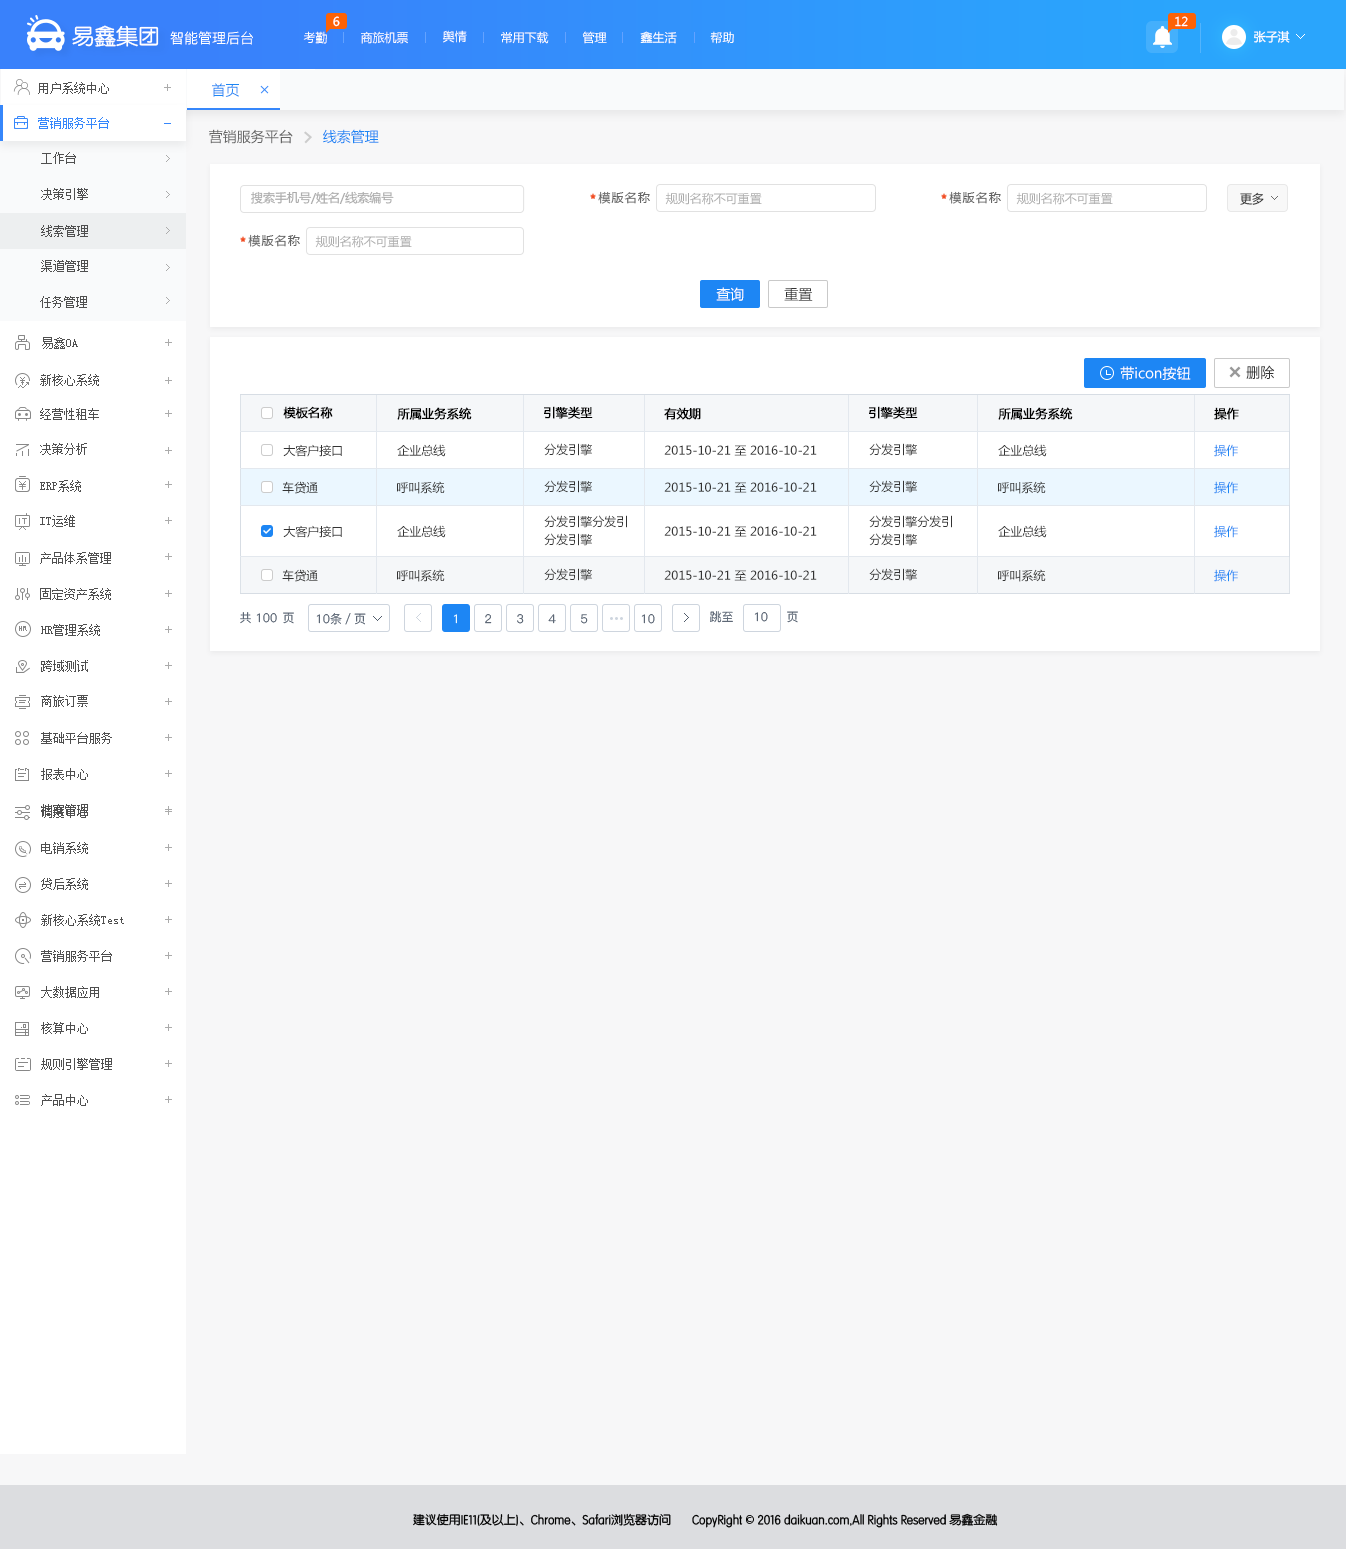 易鑫集团 智能管理后台 考勤 6 商旅机票 舆情 常用下载 管理 鑫生活 帮助 12 张子淇
用户系统中心
营销服务平台
工作台
决策引擎
线索管理
渠道管理
任务管理
易鑫OA
新核心系统
经营性租车
决策分析
ERP系统
IT运维
产品体系管理
固定资产系统
HR管理系统
跨域测试
商旅订票
基础平台服务
报表中心
电销系统
贷后系统
新核心系统Test
营销服务平台
大数据应用
核算中心
规则引擎管理
产品中心
首页 ×
营销服务平台 > 线索管理
搜索手机号/姓名/线索编号 *模版名称 规则名称不可重置 *模版名称 规则名称不可重置 更多
*模版名称 规则名称不可重置
查询 重置
带icon按钮 删除
模板名称 所属业务系统 引擎类型 有效期 引擎类型 所属业务系统 操作
大客户接口 企业总线 分发引擎 2015-10-21 至 2016-10-21 分发引擎 企业总线 操作
车贷通 呼叫系统 分发引擎 2015-10-21 至 2016-10-21 分发引擎 呼叫系统 操作
大客户接口 企业总线 分发引擎分发引 2015-10-21 至 2016-10-21 分发引擎分发引 企业总线 操作
分发引擎 分发引擎
车贷通 呼叫系统 分发引擎 2015-10-21 至 2016-10-21 分发引擎 呼叫系统 操作
共 100 页 10条 / 页 < 1 2 3 4 5 ··· 10 > 跳至 10 页
建议使用IE11(及以上)、Chrome、Safari浏览器访问 CopyRight © 2016 daikuan.com,All Rights Reserved 易鑫金融